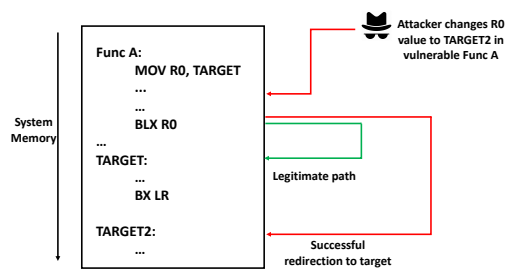 Attacker changes R0
value to TARGET2 in
vulnerable Func A
System
Memory
Func A:
MOV R0, TARGET
...
...
BLX R0
...
TARGET:
...
BX LR
TARGET2:
...
Legitimate path
Successful
redirection to target